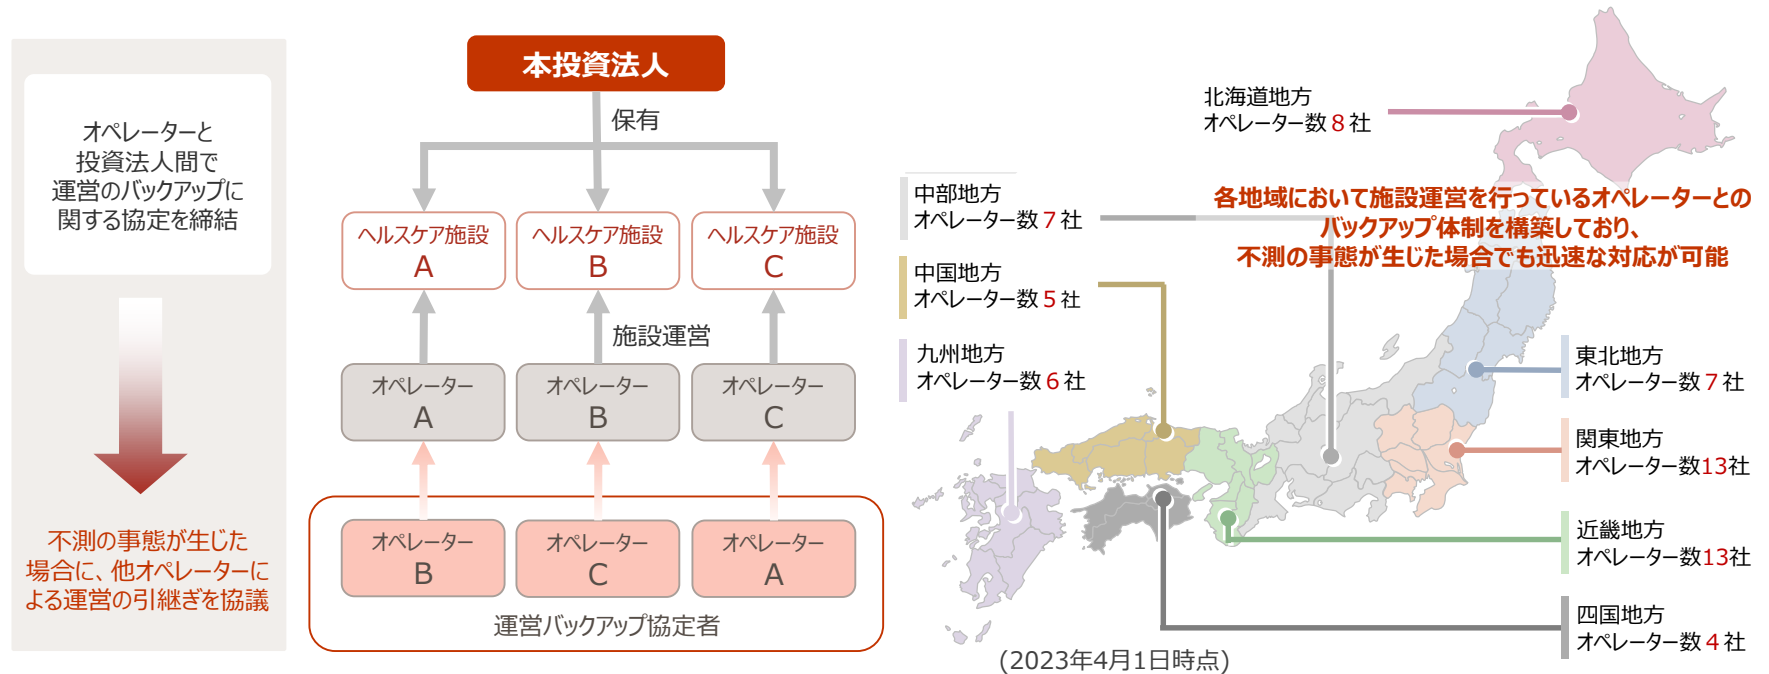 オペレーターと
投資法人間で
運営のバックアップに
関する協定を締結
不測の事態が生じた
場合に、他オペレーターに
よる運営の引継ぎを協議
本投資法人
保有
ヘルスケア施設
A
ヘルスケア施設
B
ヘルスケア施設
C
施設運営
オペレーター
A
オペレーター
B
オペレーター
C
オペレーター
B
オペレーター
C
オペレーター
A
運営バックアップ協定者
北海道地方
オペレーター数8社
各地域において施設運営を行っているオペレーターとの
バックアップ体制を構築しており、
不測の事態が生じた場合でも迅速な対応が可能
中部地方
オペレーター数7社
中国地方
オペレーター数5社
九州地方
オペレーター数6社
東北地方
オペレーター数7社
関東地方
オペレーター数13社
近畿地方
オペレーター数13社
四国地方
オペレーター数4社
(2023年4月1日時点)